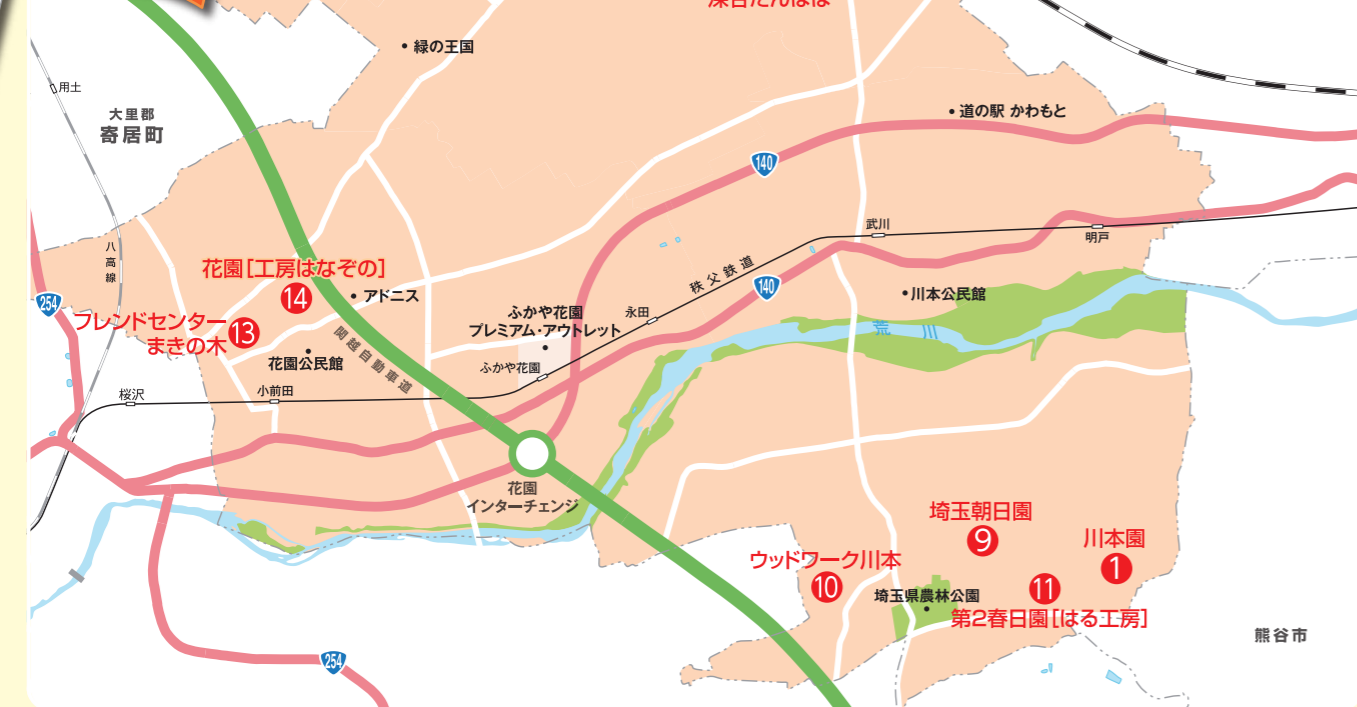 深谷たんぽぽ
緑の王国
用土
大里郡
寄居町
道の駅 かわもと
140
武川
明戸
八高線
花園[工房はなぞの]
14
アドニス
254
フレンドセンター
まきの木
13
花園公民館
関越自動車道
ふかや花園
プレミアム・アウトレット
永田
秩父鉄道
140
川本公民館
荒川
ふかや花園
桜沢
小前田
花園
インターチェンジ
埼玉朝日園
9
川本園
1
ウッドワーク川本
10
埼玉県農林公園
11
第2春日園[はる工房]
熊谷市
254